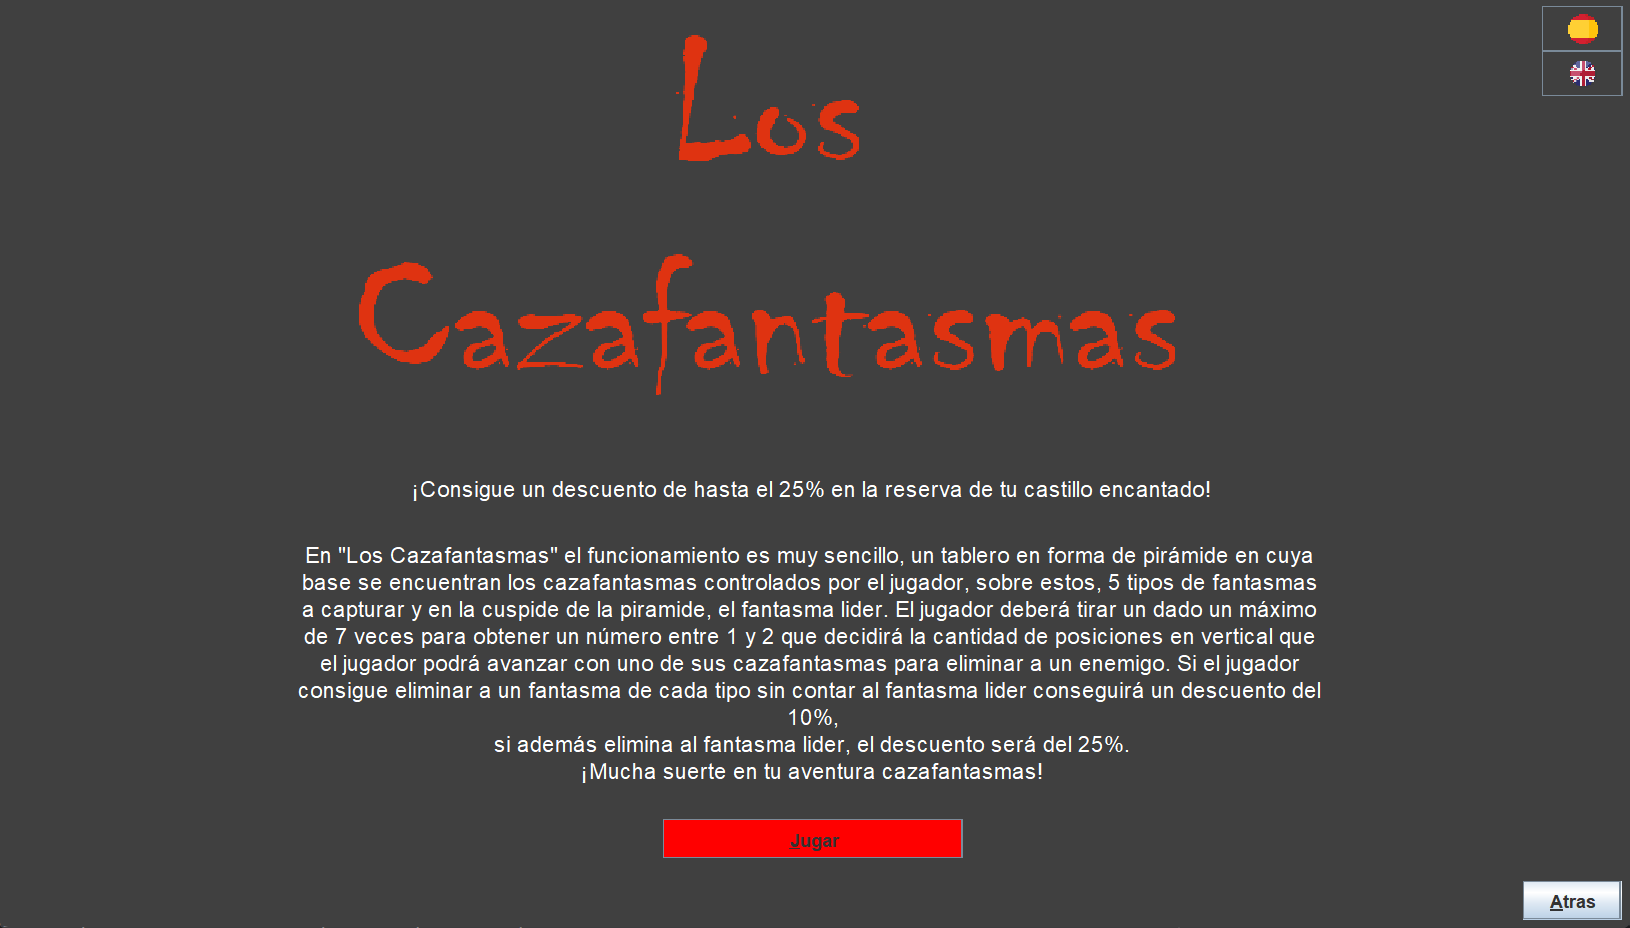 Los
Cazafantasmas
¡Consigue un descuento de hasta el 25% en la reserva de tu castillo encantado!
En "Los Cazafantasmas" el funcionamiento es muy sencillo, un tablero en forma de pirámide en cuya
base se encuentran los cazafantasmas controlados por el jugador, sobre estos, 5 tipos de fantasmas
a capturar y en la cuspide de la piramide, el fantasma lider. El jugador deberá tirar un dado un máximo
de 7 veces para obtener un número entre 1 y 2 que decidirá la cantidad de posiciones en vertical que
el jugador podrá avanzar con uno de sus cazafantasmas para eliminar a un enemigo. Si el jugador
consigue eliminar a un fantasma de cada tipo sin contar al fantasma lider conseguirá un descuento del
10%,
si además elimina al fantasma lider, el descuento será del 25%.
¡Mucha suerte en tu aventura cazafantasmas!
Jugar
Atras